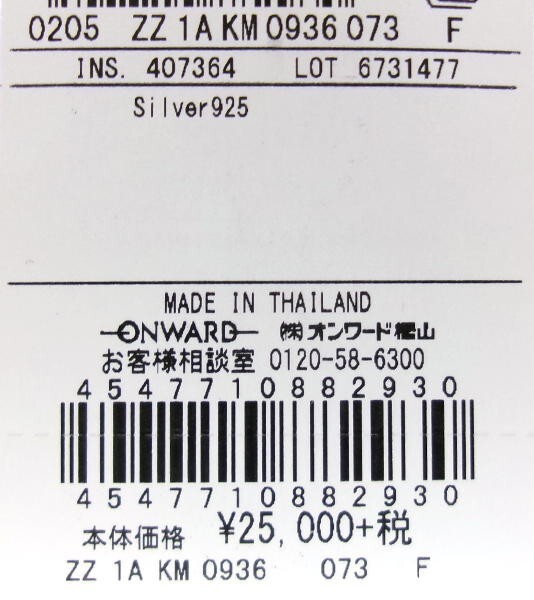 0205 ZZ 1A KM 0936 073 F
INS. 407364 LOT 6731477
Silver925
MADE IN THAILAND
ONWARD ㈱オンワード樫山
お客様相談室 0120-58-6300
4547710882930
4547710882930
本体価格 ¥25,000+税
ZZ 1A KM 0936 073 F